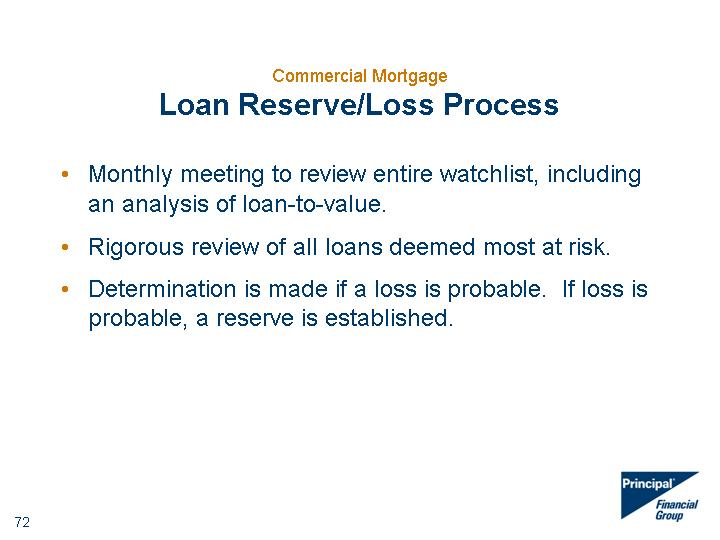 Commercial Mortgage
Loan Reserve/Loss Process
• Monthly meeting to review entire watchlist, including
an analysis of loan-to-value.
• Rigorous review of all loans deemed most at risk.
• Determination is made if a loss is probable.  If loss is
probable, a reserve is established.
Principal
Financial
Group
72